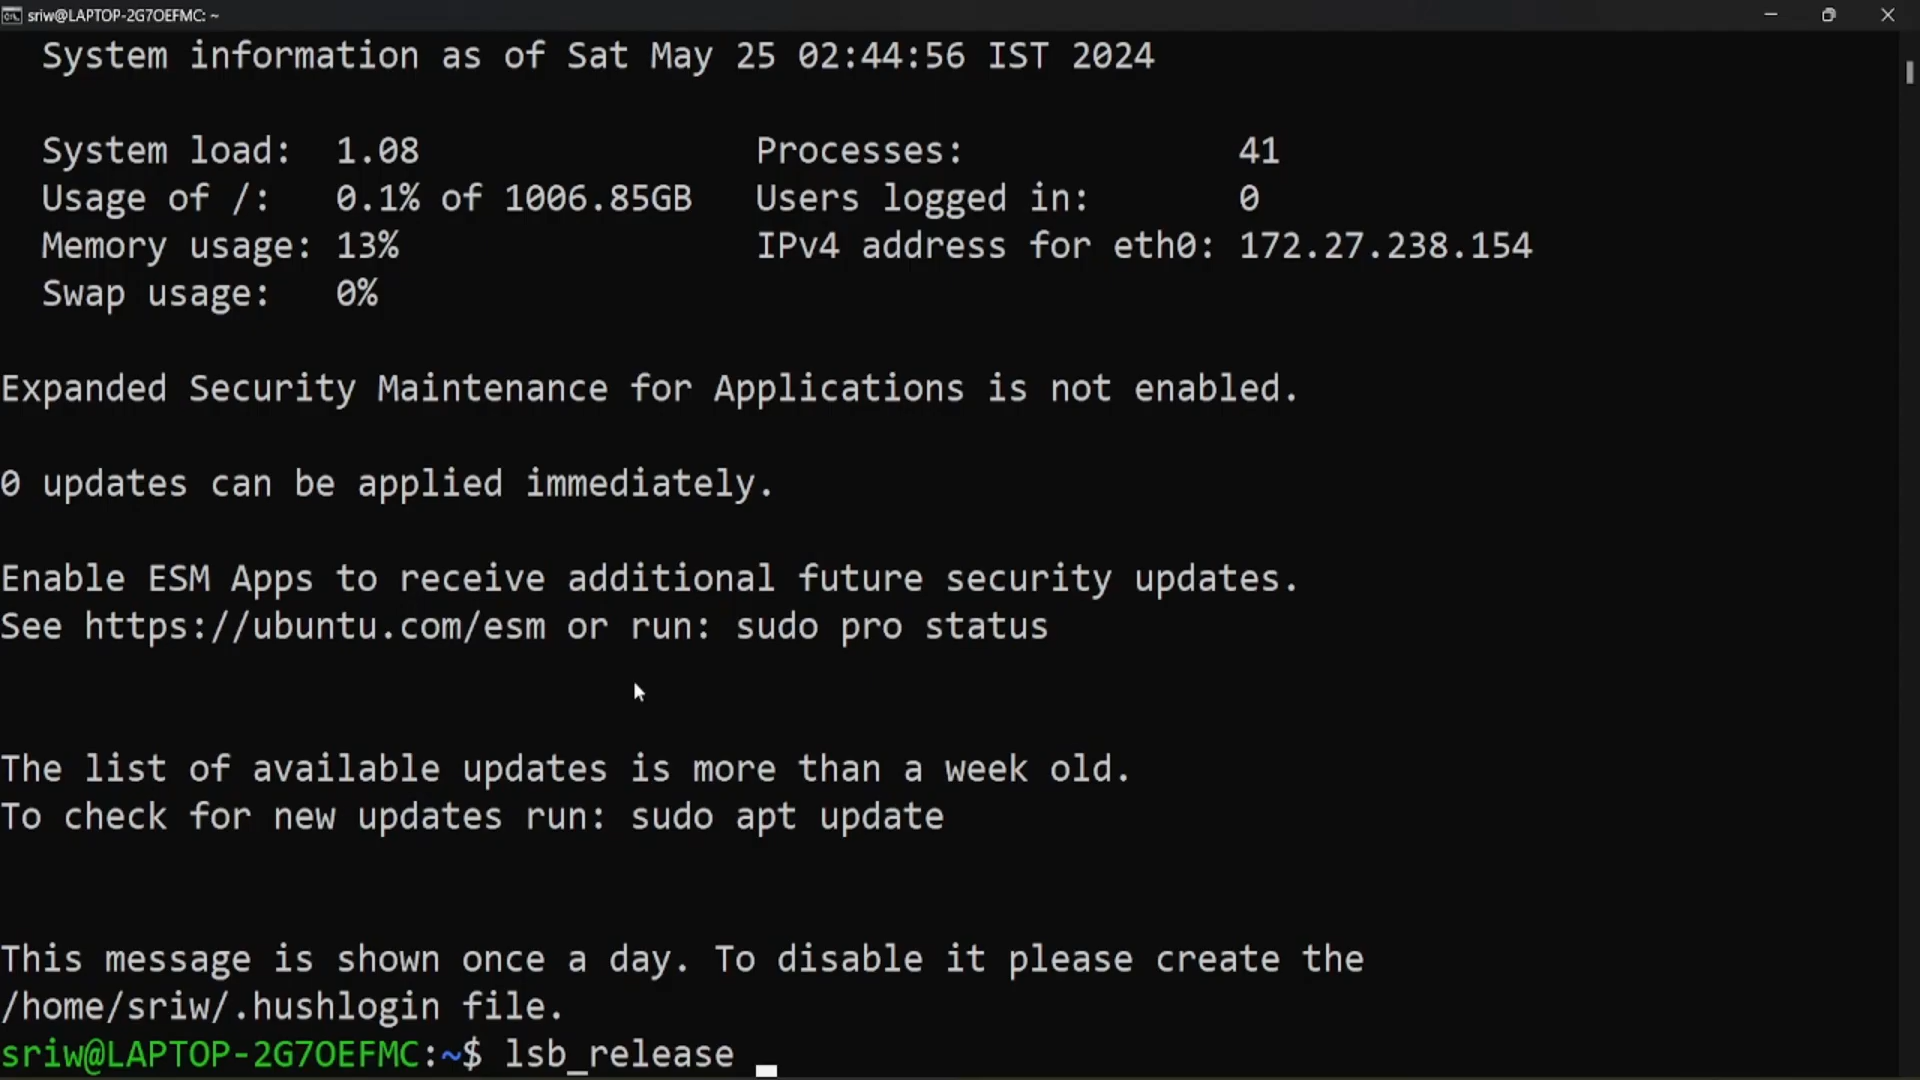 sriw@LAPTOP-2G7OEFMC: ~
System information as of Sat May 25 02:44:56 IST 2024
System load: 1.08 Processes: 41
Usage of /: 0.1% of 1006.85GB Users logged in: 0
Memory usage: 13% IPv4 address for eth0: 172.27.238.154
Swap usage: 0%
Expanded Security Maintenance for Applications is not enabled.
0 updates can be applied immediately.
Enable ESM Apps to receive additional future security updates.
See https://ubuntu.com/esm or run: sudo pro status
The list of available updates is more than a week old.
To check for new updates run: sudo apt update
This message is shown once a day. To disable it please create the
/home/sriw/.hushlogin file.
sriw@LAPTOP-2G7OEFMC:~$ lsb_release